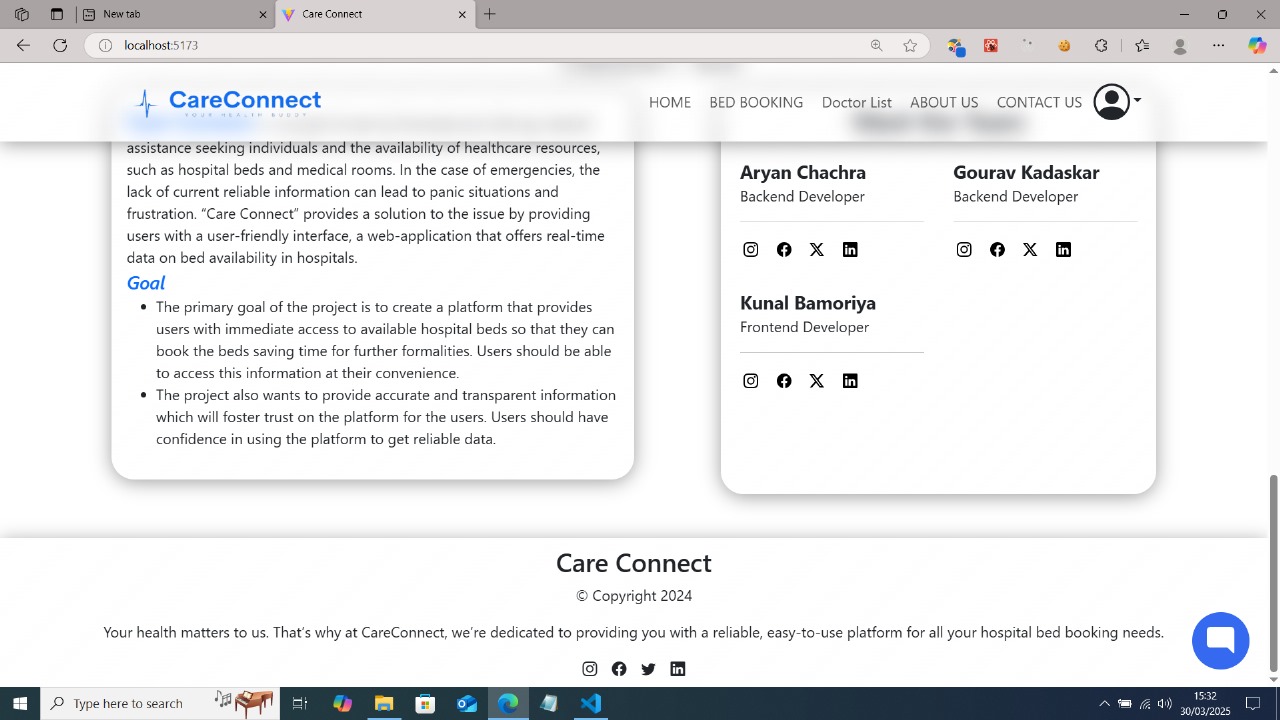 New tab
Care Connect
localhost:5173
CareConnect
YOUR HEALTH BUDDY
HOME
BED BOOKING
Doctor List
ABOUT US
CONTACT US
assistance seeking individuals and the availability of healthcare resources,
such as hospital beds and medical rooms. In the case of emergencies, the
lack of current reliable information can lead to panic situations and
frustration. “Care Connect” provides a solution to the issue by providing
users with a user-friendly interface, a web-application that offers real-time
data on bed availability in hospitals.
Goal
• The primary goal of the project is to create a platform that provides
users with immediate access to available hospital beds so that they can
book the beds saving time for further formalities. Users should be able
to access this information at their convenience.
• The project also wants to provide accurate and transparent information
which will foster trust on the platform for the users. Users should have
confidence in using the platform to get reliable data.
Meet the Team
Aryan Chachra
Backend Developer
Gourav Kadaskar
Backend Developer
Kunal Bamoriya
Frontend Developer
Care Connect
© Copyright 2024
Your health matters to us. That’s why at CareConnect, we’re dedicated to providing you with a reliable, easy-to-use platform for all your hospital bed booking needs.
Type here to search
15:32
30/03/2025